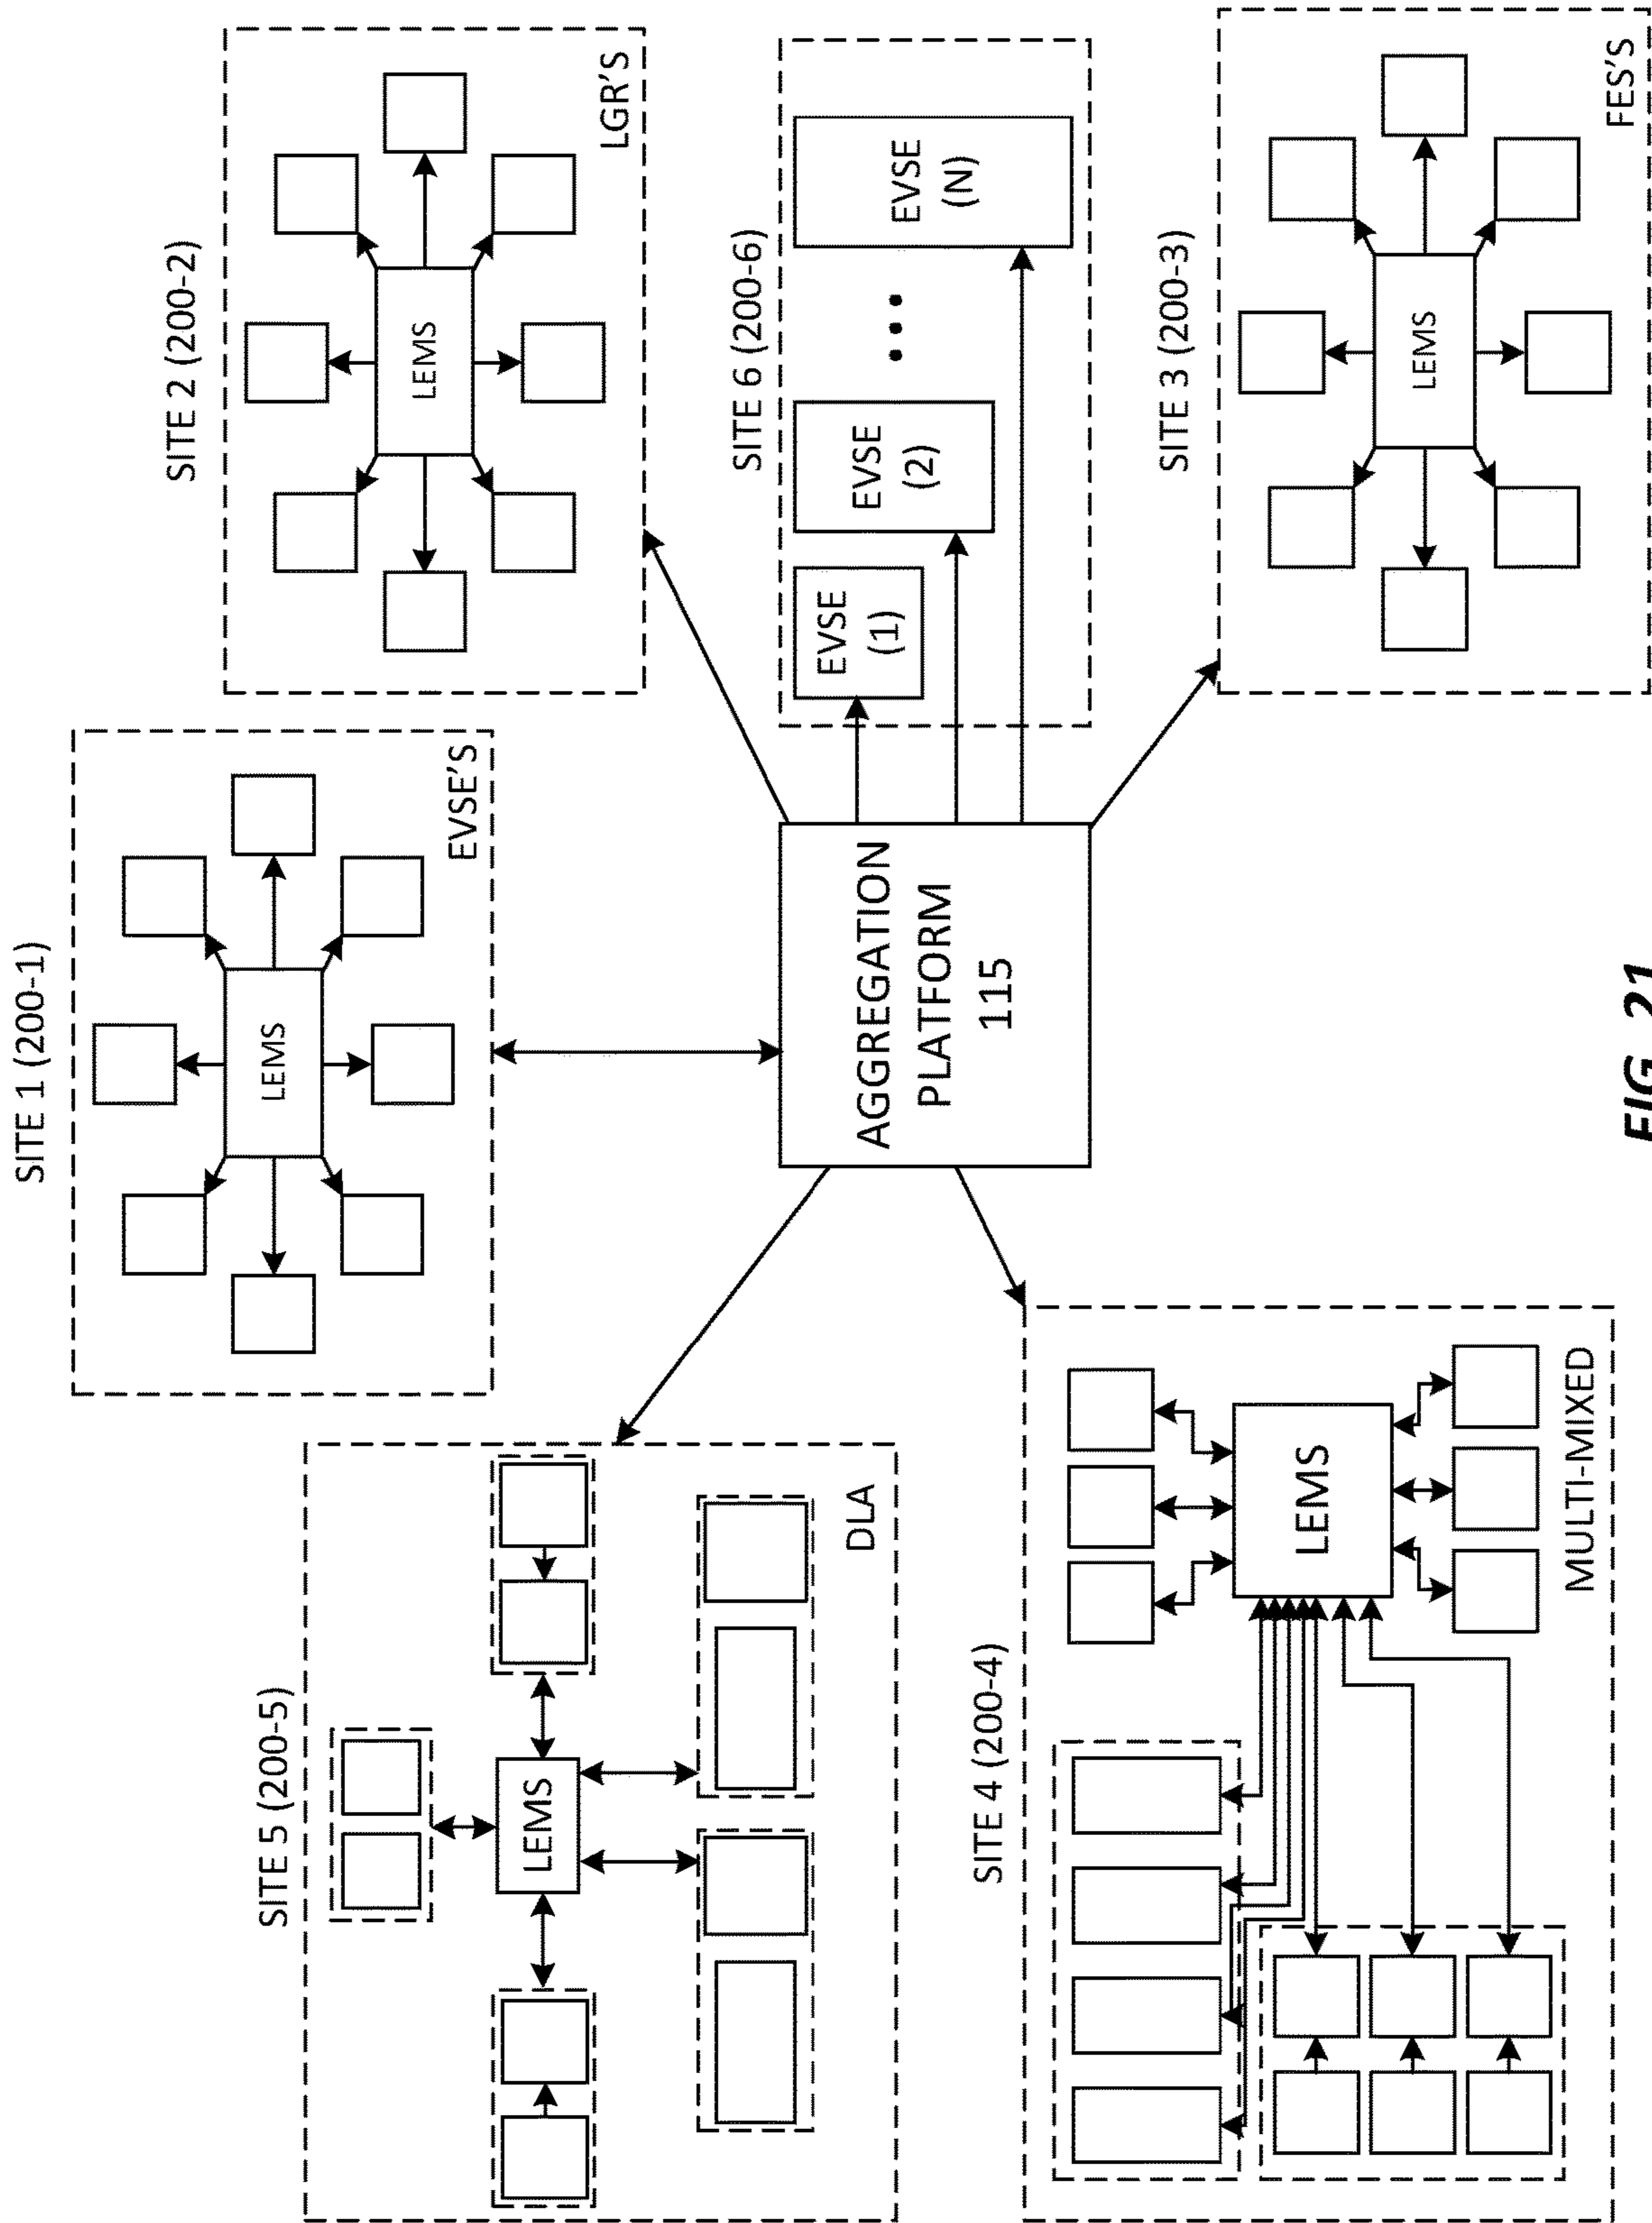 SITE 1 (200-1)
LEMS
EVSE'S
SITE 2 (200-2)
LEMS
LGR'S
SITE 5 (200-5)
LEMS
DLA
AGGREGATION
PLATFORM
115
SITE 6 (200-6)
EVSE
(1)
EVSE
(2)
EVSE
(N)
SITE 4 (200-4)
LEMS
MULTI-MIXED
SITE 3 (200-3)
LEMS
FES'S
FIG. 21